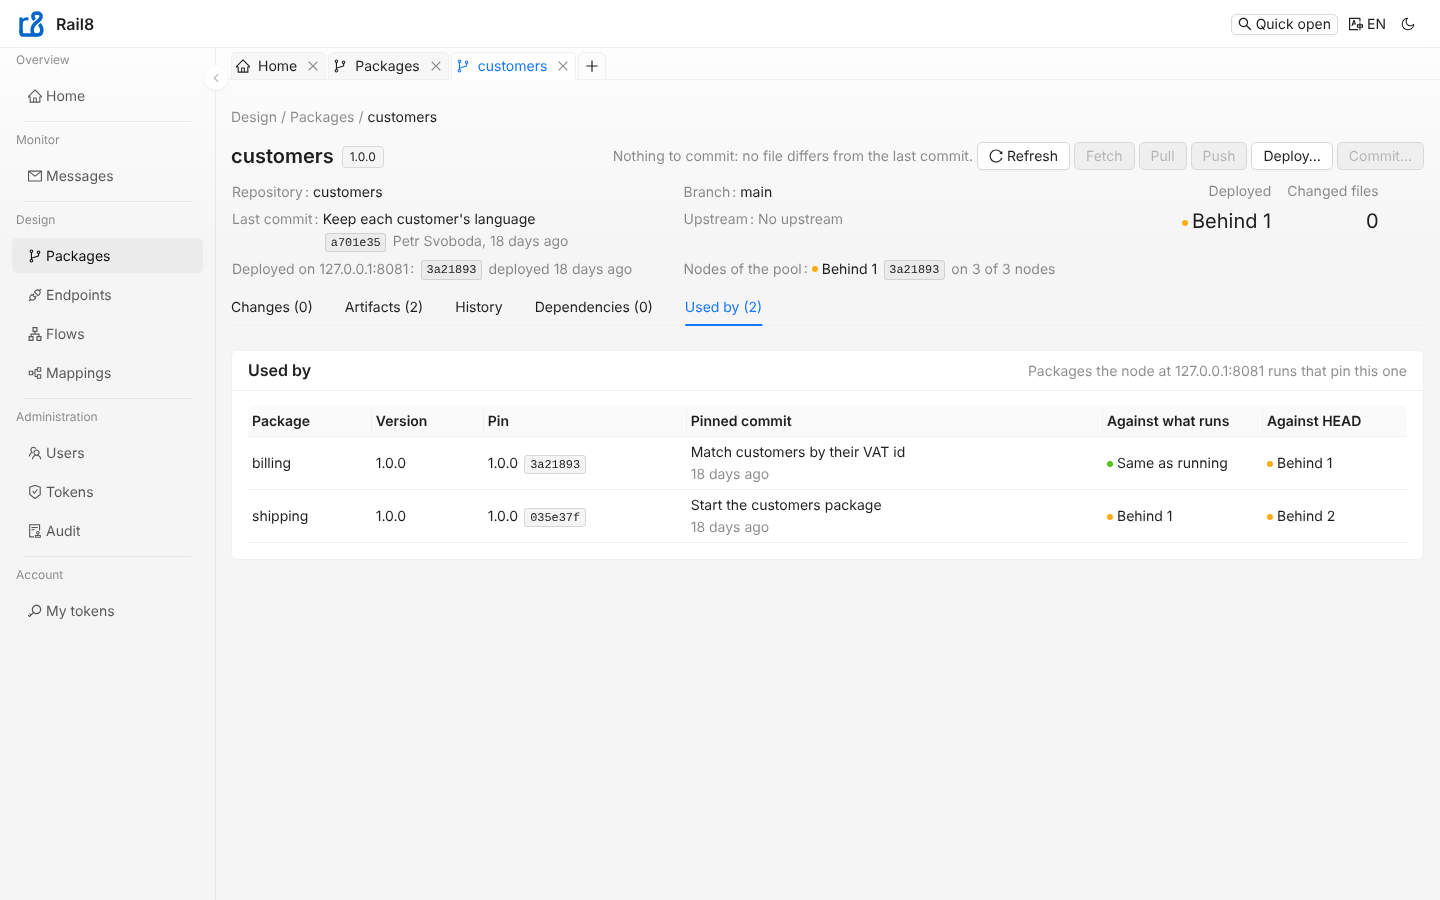 Rail8
Quick open
EN
Overview
Home
Monitor
Messages
Design
Packages
Endpoints
Flows
Mappings
Administration
Users
Tokens
Audit
Account
My tokens
Home
Packages
customers
Design / Packages / customers
customers 1.0.0
Nothing to commit: no file differs from the last commit.
Refresh
Fetch
Pull
Push
Deploy...
Commit...
Repository: customers
Branch: main
Deployed
Behind 1
Changed files
0
Last commit: Keep each customer's language
a701e35 Petr Svoboda, 18 days ago
Upstream: No upstream
Deployed on 127.0.0.1:8081: 3a21893 deployed 18 days ago
Nodes of the pool: Behind 1 3a21893 on 3 of 3 nodes
Changes (0)
Artifacts (2)
History
Dependencies (0)
Used by (2)
Used by
Packages the node at 127.0.0.1:8081 runs that pin this one
Package Version Pin Pinned commit Against what runs Against HEAD
billing 1.0.0 1.0.0 3a21893 Match customers by their VAT id Same as running Behind 1
18 days ago
shipping 1.0.0 1.0.0 035e37f Start the customers package Behind 1 Behind 2
18 days ago